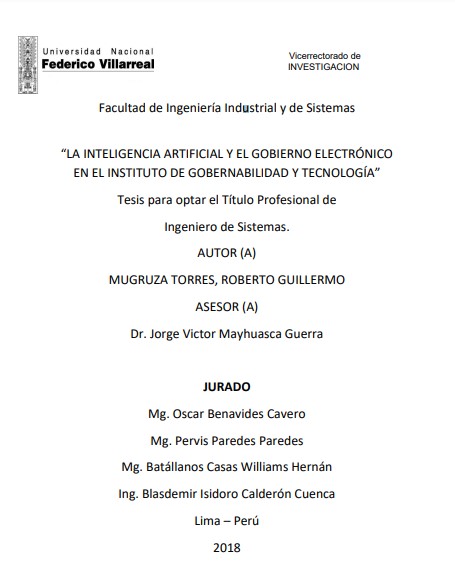 Universidad Nacional
Federico Villarreal
Vicerrectorado de
INVESTIGACION
Facultad de Ingeniería Industrial y de Sistemas
“LA INTELIGENCIA ARTIFICIAL Y EL GOBIERNO ELECTRÓNICO
EN EL INSTITUTO DE GOBERNABILIDAD Y TECNOLOGÍA”
Tesis para optar el Título Profesional de
Ingeniero de Sistemas.
AUTOR (A)
MUGRUZA TORRES, ROBERTO GUILLERMO
ASESOR (A)
Dr. Jorge Victor Mayhuasca Guerra
JURADO
Mg. Oscar Benavides Cavero
Mg. Pervis Paredes Paredes
Mg. Batállanos Casas Williams Hernán
Ing. Blasdemir Isidoro Calderón Cuenca
Lima – Perú
2018